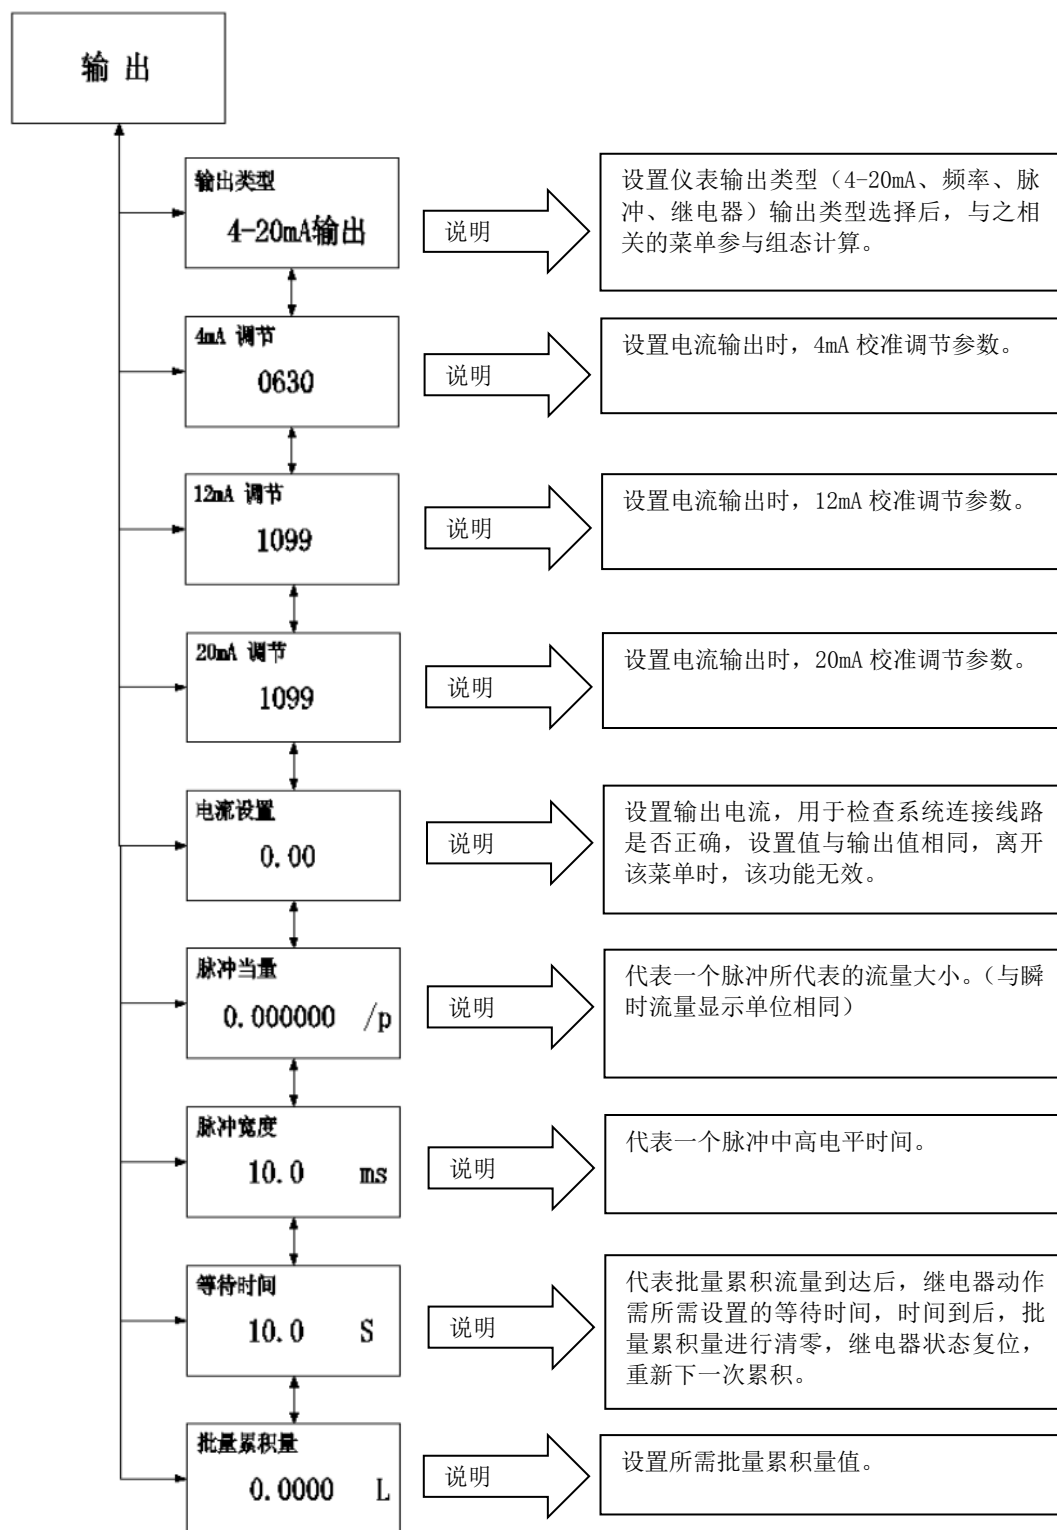 输 出
输出类型
4-20mA输出
说明
设置仪表输出类型（4-20mA、频率、脉
冲、继电器）输出类型选择后，与之相
关的菜单参与组态计算。
4mA 调节
0630
说明
设置电流输出时，4mA 校准调节参数。
12mA 调节
1099
说明
设置电流输出时，12mA 校准调节参数。
20mA 调节
1099
说明
设置电流输出时，20mA 校准调节参数。
电流设置
0.00
说明
设置输出电流，用于检查系统连接线路
是否正确，设置值与输出值相同，离开
该菜单时，该功能无效。
脉冲当量
0.000000 /p
说明
代表一个脉冲所代表的流量大小。（与瞬
时流量显示单位相同）
脉冲宽度
10.0 ms
说明
代表一个脉冲中高电平时间。
等待时间
10.0 S
说明
代表批量累积流量到达后，继电器动作
需所需设置的等待时间，时间到后，批
量累积量进行清零，继电器状态复位，
重新下一次累积。
批量累积量
0.0000 L
说明
设置所需批量累积量值。